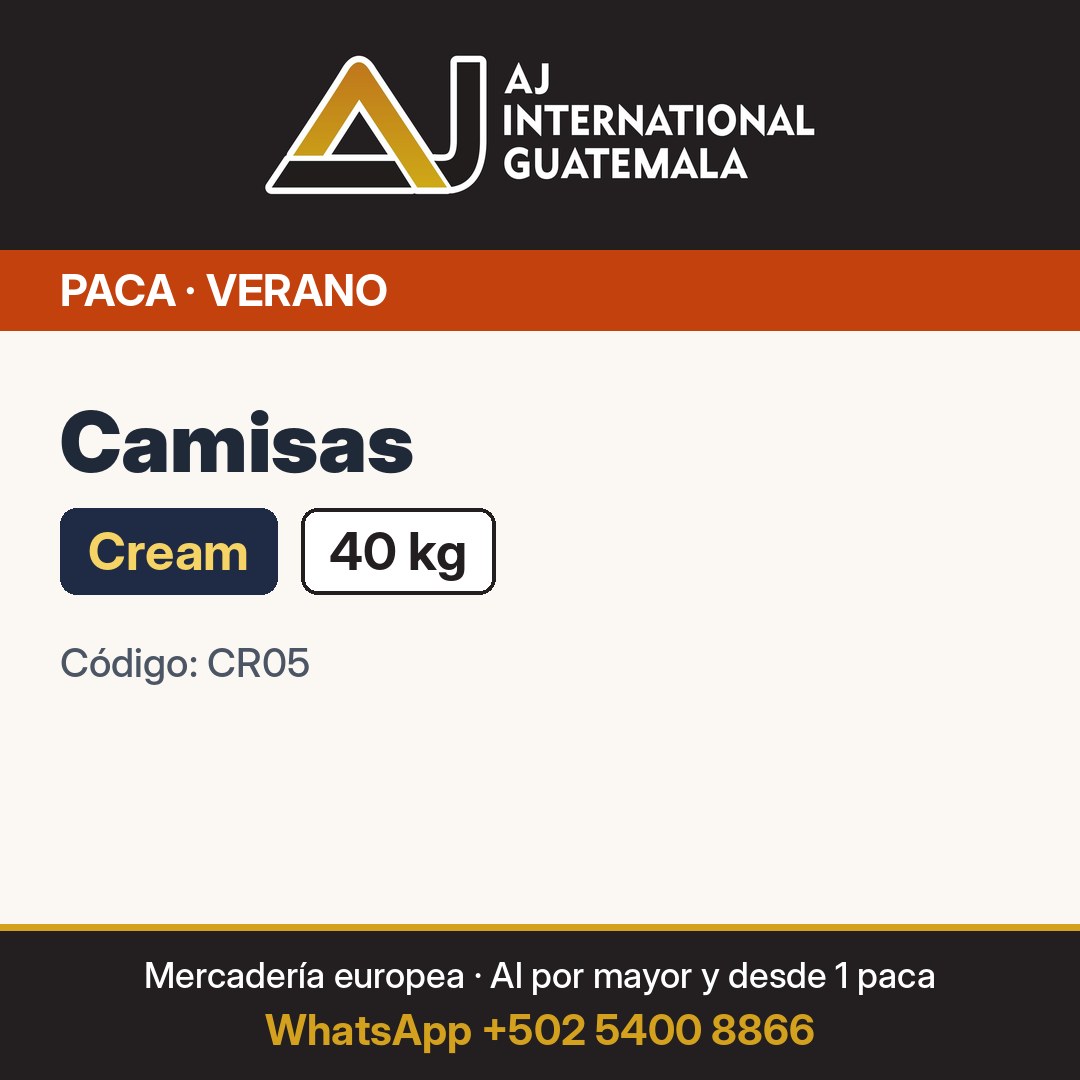 AJ
AJ
INTERNATIONAL
GUATEMALA
PACA · VERANO
Camisas
Cream
40 kg
Código: CR05
Mercadería europea · Al por mayor y desde 1 paca
WhatsApp +502 5400 8866